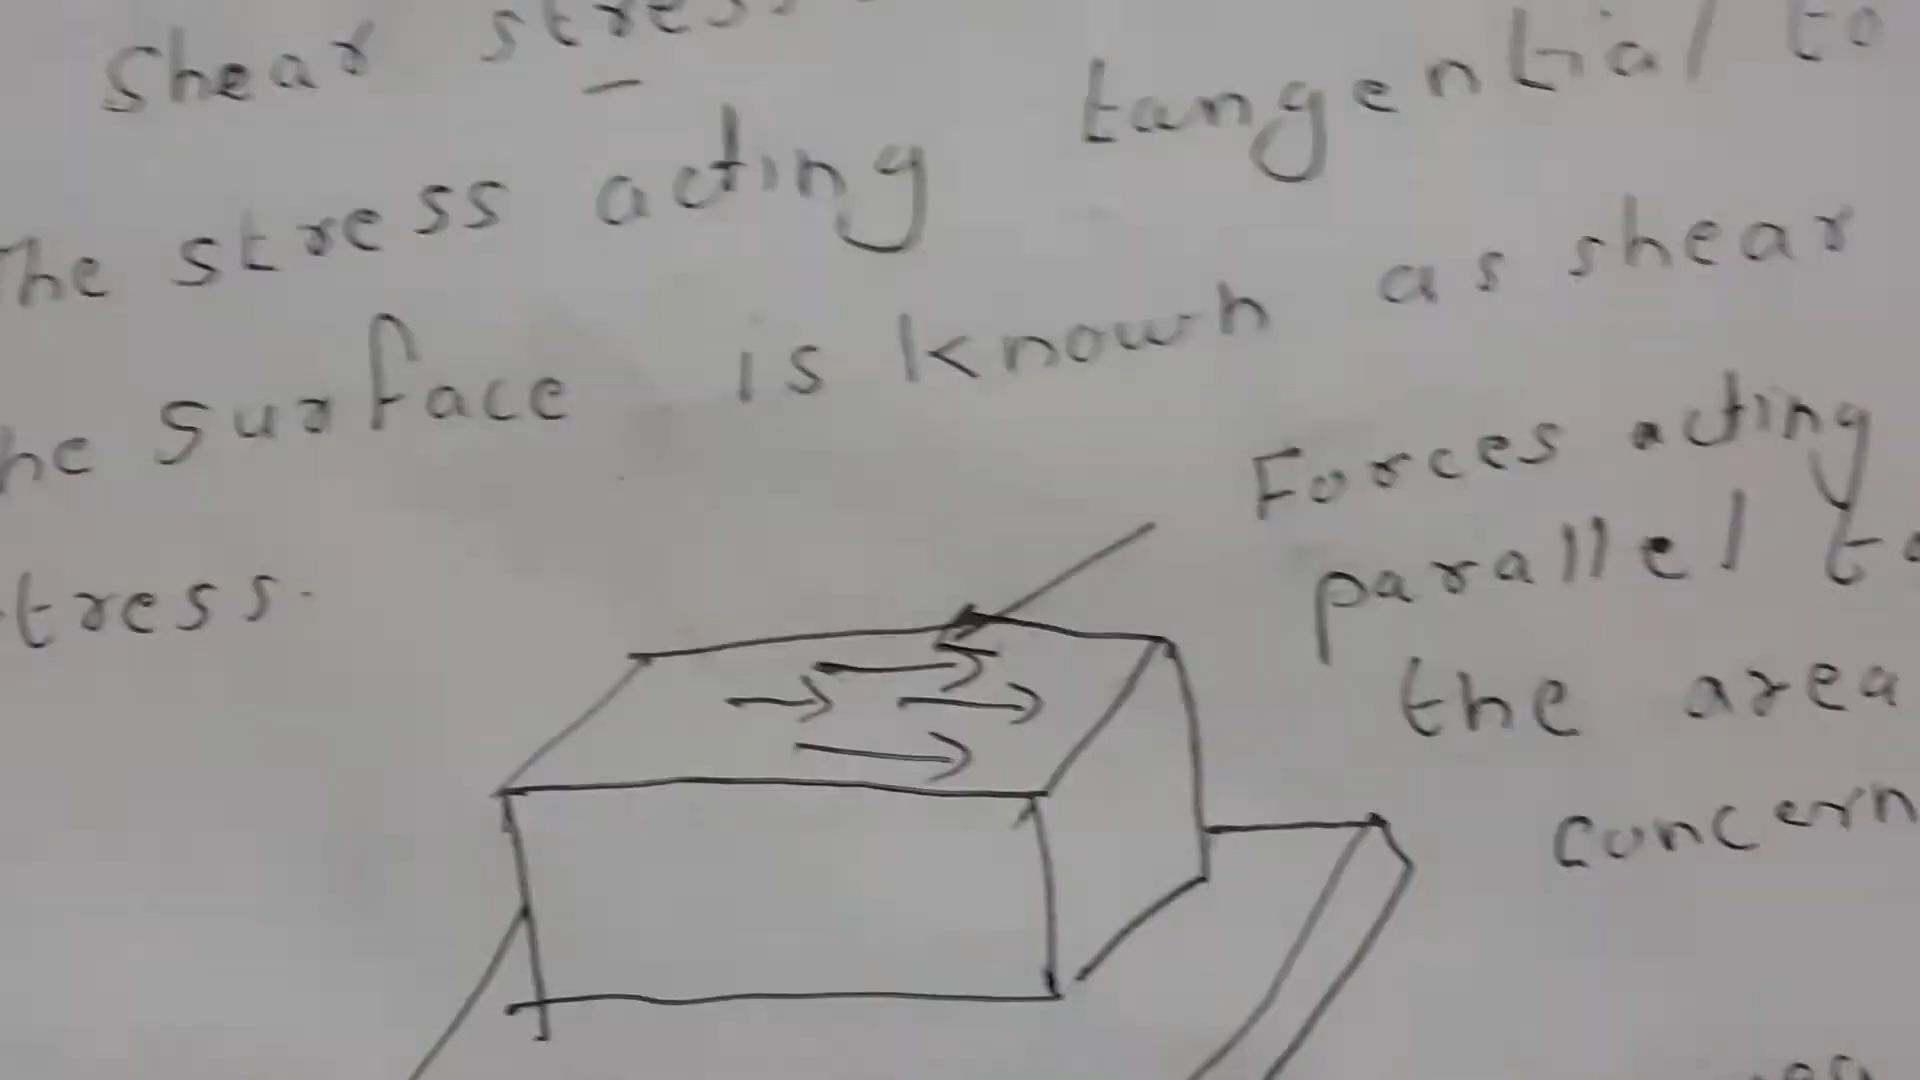 Shear stress
The stress acting tangential to
the surface is known as shear
stress.
Forces acting
parallel to
the area
concern